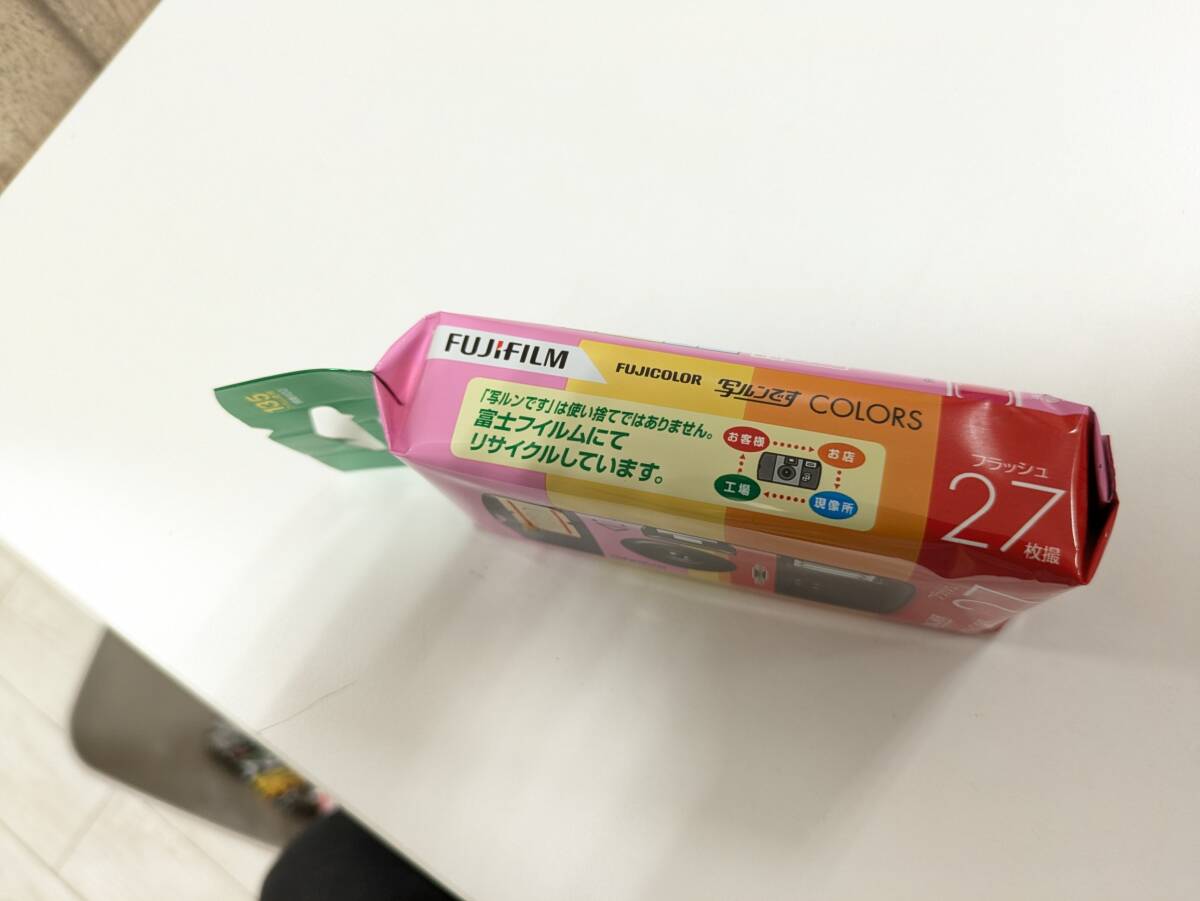 FUJIFILM
FUJICOLOR 写ルンです COLORS
「写ルンです」は使い捨てではありません。
富士フイルムにて
リサイクルしています。
お客様
お店
工場
現像所
フラッシュ
27
枚撮
135